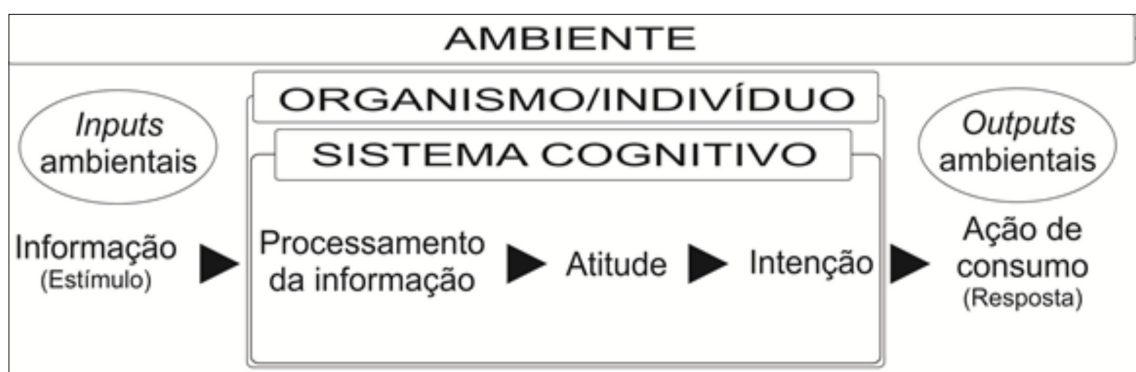 AMBIENTE
ORGANISMO/INDIVÍDUO
SISTEMA COGNITIVO
Inputs
ambientais
Informação
(Estímulo)
Processamento
da informação
Atitude
Intenção
Outputs
ambientais
Ação de
consumo
(Resposta)